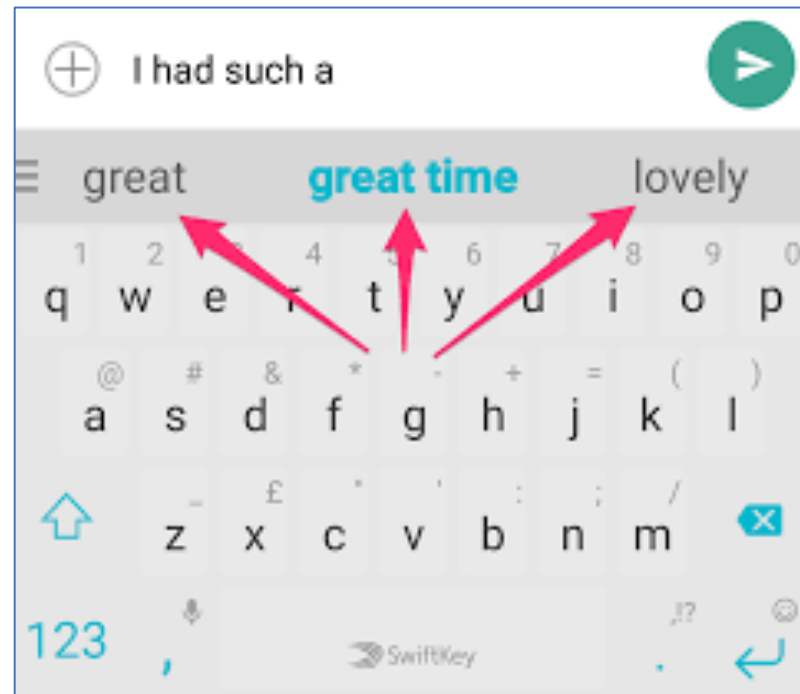 I had such a
great great time lovely
1 2 3 4 5 6 7 8 9 0
q w e r t y u i o p
@ # & * - + = ( )
a s d f g h j k l
_ £ " ' : ; /
z x c v b n m
,!?
123 , SwiftKey .